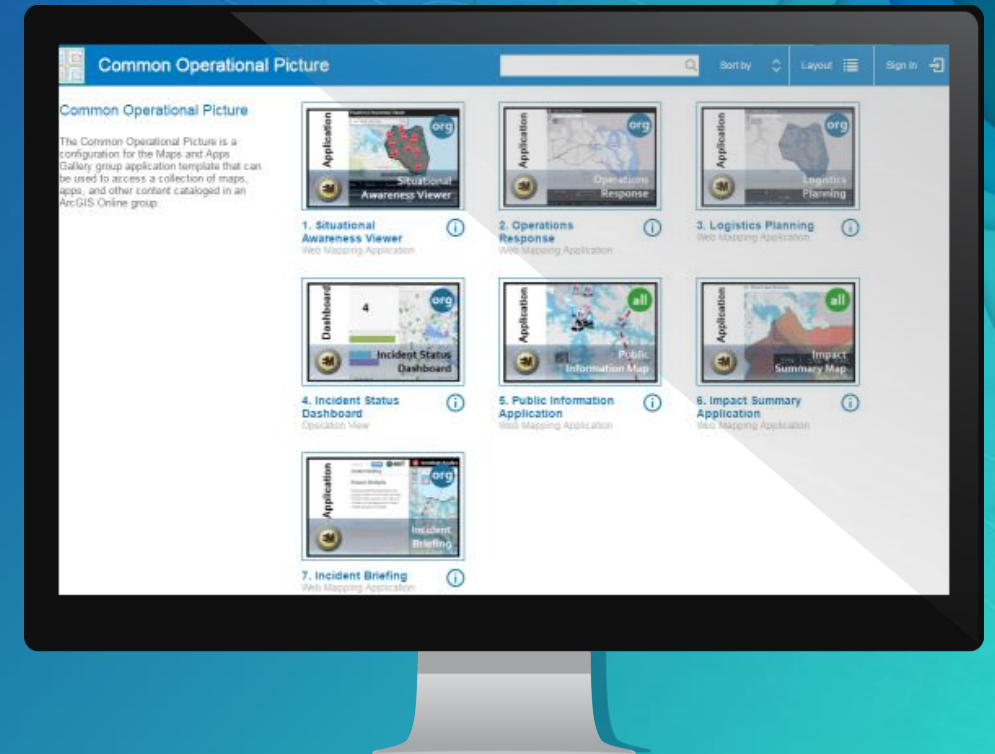 Common Operational Picture
Sort by
Layout
Sign In
Common Operational Picture
The Common Operational Picture is a
configuration for the Maps and Apps
Gallery group application template that can
be used to access a collection of maps,
apps, and other content cataloged in an
ArcGIS Online group.
Application
org
Situational
Awareness Viewer
1. Situational
Awareness Viewer
Web Mapping Application
Application
org
Operations
Response
2. Operations
Response
Web Mapping Application
Application
org
Logistics
Planning
3. Logistics Planning
Web Mapping Application
Dashboard
4
org
Incident Status
Dashboard
4. Incident Status
Dashboard
Operation View
Application
all
Public
Information Map
5. Public Information
Application
Web Mapping Application
Application
all
Impact
Summary Map
6. Impact Summary
Application
Web Mapping Application
Application
org
Incident
Briefing
7. Incident Briefing
Web Mapping Application